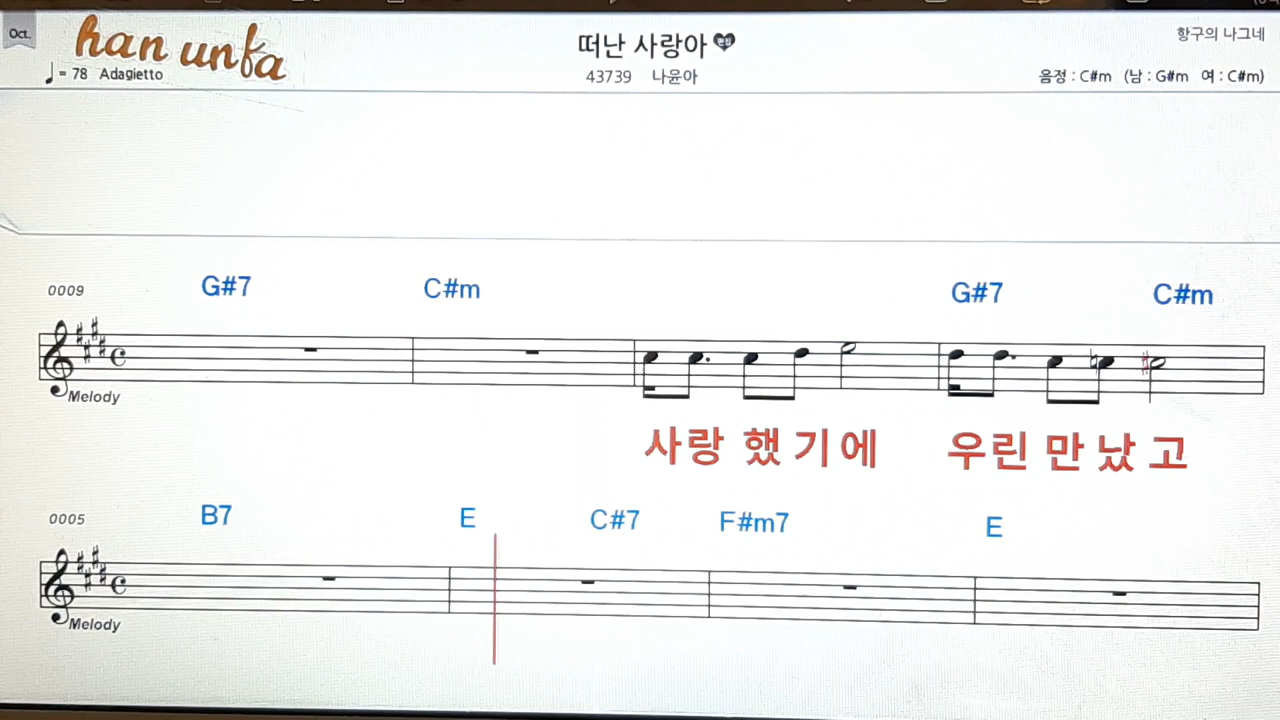 Oct.
han unfa
떠난 사랑아
편집
항구의 나그네
♩= 78 Adagietto
43739 나윤아
음정 : C#m (남 : G#m 여 : C#m)
0009
G#7 C#m G#7 C#m
Melody
사랑 했 기 에 우린 만 났 고
0005
B7 E C#7 F#m7 E
Melody